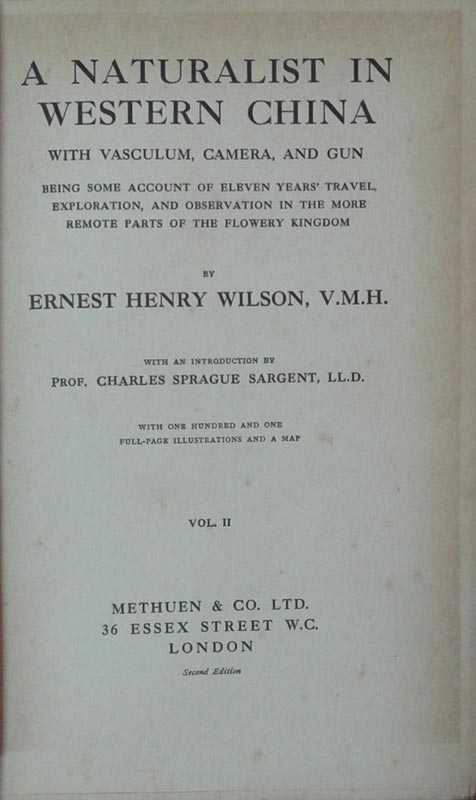 A NATURALIST IN
WESTERN CHINA
WITH VASCULUM, CAMERA, AND GUN
BEING SOME ACCOUNT OF ELEVEN YEARS' TRAVEL,
EXPLORATION, AND OBSERVATION IN THE MORE
REMOTE PARTS OF THE FLOWERY KINGDOM
BY
ERNEST HENRY WILSON, V.M.H.
WITH AN INTRODUCTION BY
PROF. CHARLES SPRAGUE SARGENT, LL.D.
WITH ONE HUNDRED AND ONE
FULL-PAGE ILLUSTRATIONS AND A MAP
VOL. II
METHUEN & CO. LTD.
36 ESSEX STREET W.C.
LONDON
Second Edition